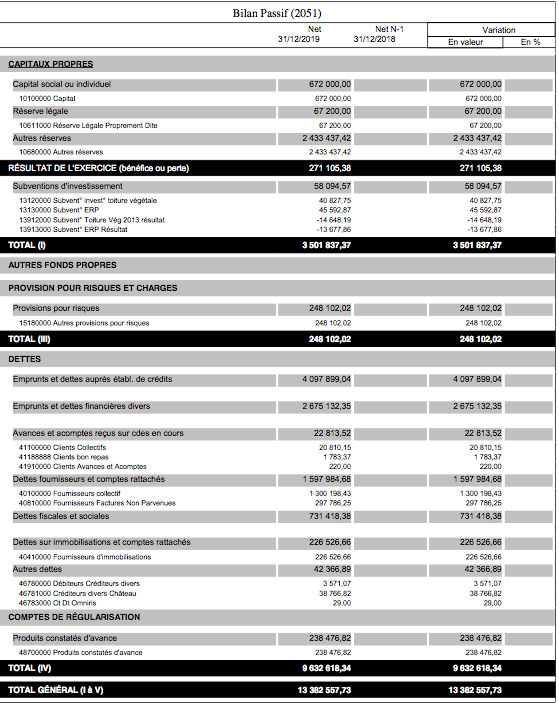 Bilan Passif (2051)
Net Net N-1 Variation
31/12/2019 31/12/2018 En valeur En %
CAPITAUX PROPRES
Capital social ou individuel 672 000,00 672 000,00
10100000 Capital 672 000,00 672 000,00
Réserve légale 67 200,00 67 200,00
10611000 Réserve Légale Proprement Dite 67 200,00 67 200,00
Autres réserves 2 433 437,42 2 433 437,42
10680000 Autres réserves 2 433 437,42 2 433 437,42
RÉSULTAT DE L'EXERCICE (bénéfice ou perte) 271 105,38 271 105,38
Subventions d'investissement 58 094,57 58 094,57
13120000 Subvent° invest° toiture végétale 40 827,75 40 827,75
13130000 Subvent° ERP 45 592,87 45 592,87
13912000 Subvent° Toiture Vég 2013 résultat -14 648,19 -14 648,19
13913000 Subvent° ERP Résultat -13 677,86 -13 677,86
TOTAL (I) 3 501 837,37 3 501 837,37
AUTRES FONDS PROPRES
PROVISION POUR RISQUES ET CHARGES
Provisions pour risques 248 102,02 248 102,02
15180000 Autres provisions pour risques 248 102,02 248 102,02
TOTAL (III) 248 102,02 248 102,02
DETTES
Emprunts et dettes auprès établ. de crédits 4 097 899,04 4 097 899,04
Emprunts et dettes financières divers 2 675 132,35 2 675 132,35
Avances et acomptes reçus sur cdes en cours 22 813,52 22 813,52
41100000 Clients Collectifs 20 810,15 20 810,15
41188888 Clients bon repas 1 783,37 1 783,37
41910000 Clients Avances et Acomptes 220,00 220,00
Dettes fournisseurs et comptes rattachés 1 597 984,68 1 597 984,68
40100000 Fournisseurs collectif 1 300 198,43 1 300 198,43
40810000 Fournisseurs Factures Non Parvenues 297 786,25 297 786,25
Dettes fiscales et sociales 731 418,38 731 418,38
Dettes sur immobilisations et comptes rattachés 226 526,66 226 526,66
40410000 Fournisseurs d'immobilisations 226 526,66 226 526,66
Autres dettes 42 366,89 42 366,89
46780000 Débiteurs Créditeurs divers 3 571,07 3 571,07
46781000 Créditeurs divers Château 38 766,82 38 766,82
46783000 Ct Dt Omniris 29,00 29,00
COMPTES DE RÉGULARISATION
Produits constatés d'avance 238 476,82 238 476,82
48700000 Produits constatés d'avance 238 476,82 238 476,82
TOTAL (IV) 9 632 618,34 9 632 618,34
TOTAL GÉNÉRAL (I à V) 13 382 557,73 13 382 557,73